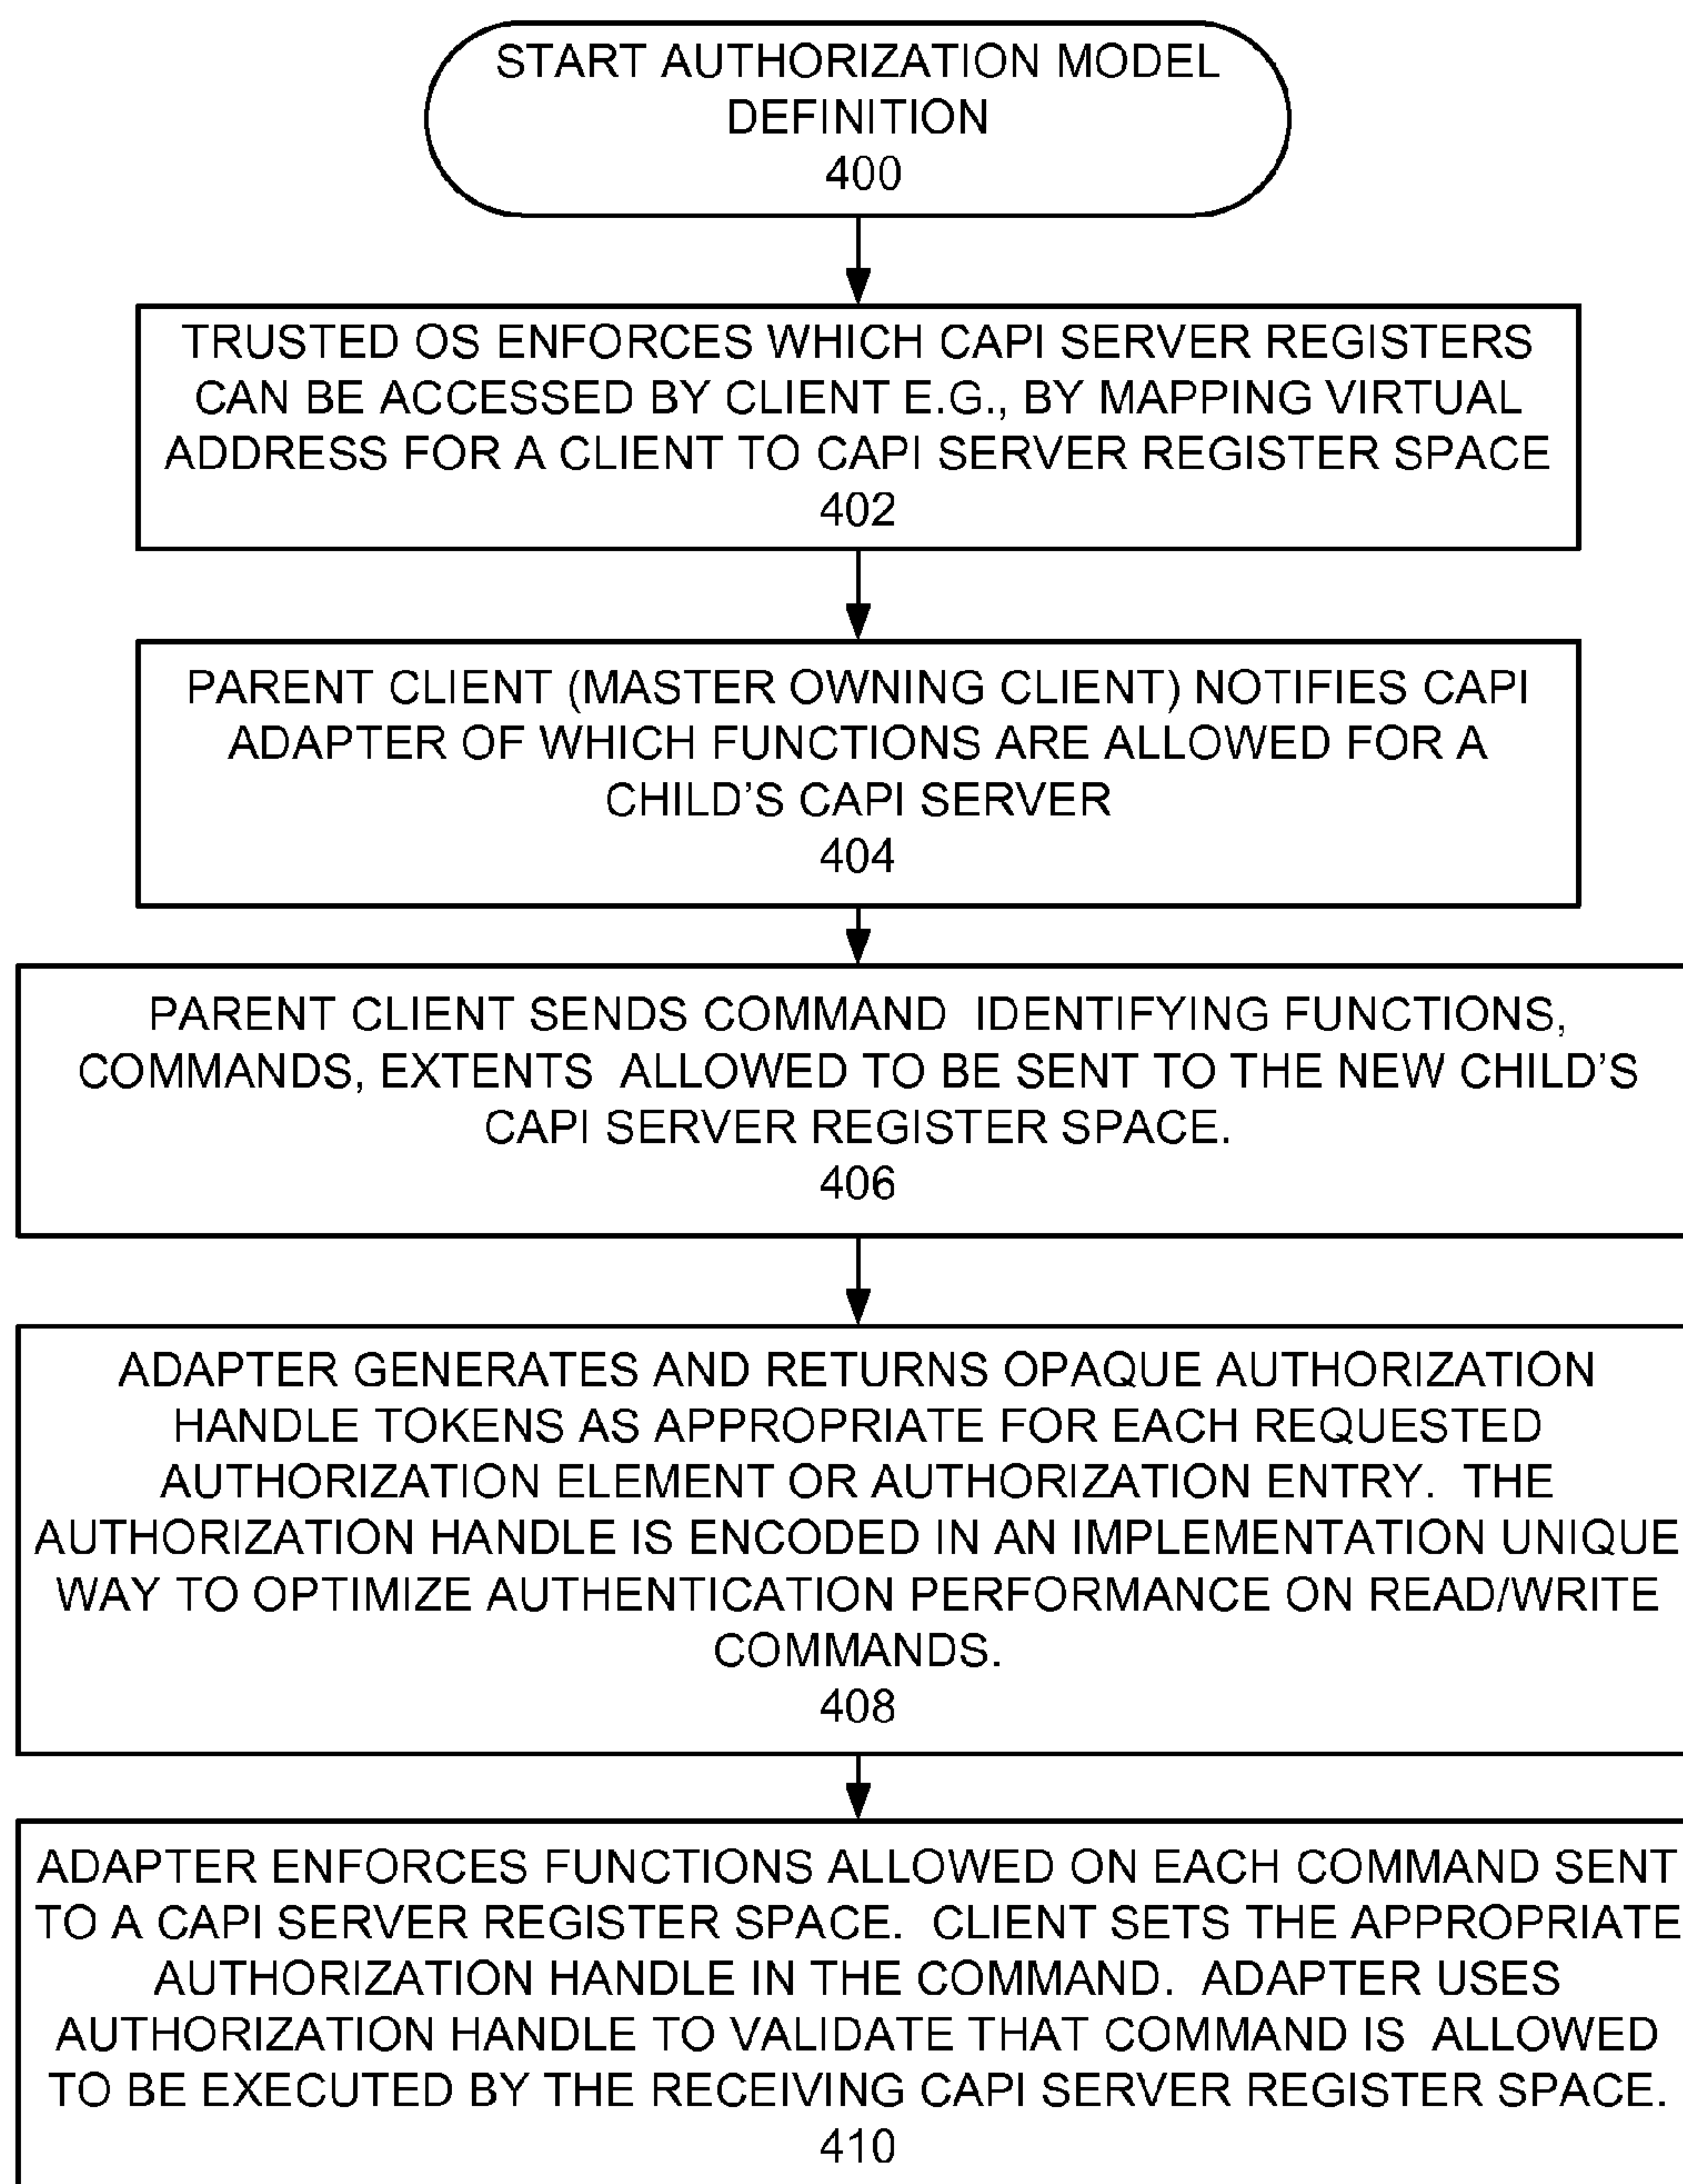 START AUTHORIZATION MODEL
DEFINITION
400
TRUSTED OS ENFORCES WHICH CAPI SERVER REGISTERS
CAN BE ACCESSED BY CLIENT E.G., BY MAPPING VIRTUAL
ADDRESS FOR A CLIENT TO CAPI SERVER REGISTER SPACE
402
PARENT CLIENT (MASTER OWNING CLIENT) NOTIFIES CAPI
ADAPTER OF WHICH FUNCTIONS ARE ALLOWED FOR A
CHILD'S CAPI SERVER
404
PARENT CLIENT SENDS COMMAND IDENTIFYING FUNCTIONS,
COMMANDS, EXTENTS ALLOWED TO BE SENT TO THE NEW CHILD'S
CAPI SERVER REGISTER SPACE.
406
ADAPTER GENERATES AND RETURNS OPAQUE AUTHORIZATION
HANDLE TOKENS AS APPROPRIATE FOR EACH REQUESTED
AUTHORIZATION ELEMENT OR AUTHORIZATION ENTRY. THE
AUTHORIZATION HANDLE IS ENCODED IN AN IMPLEMENTATION UNIQUE
WAY TO OPTIMIZE AUTHENTICATION PERFORMANCE ON READ/WRITE
COMMANDS.
408
ADAPTER ENFORCES FUNCTIONS ALLOWED ON EACH COMMAND SENT
TO A CAPI SERVER REGISTER SPACE. CLIENT SETS THE APPROPRIATE
AUTHORIZATION HANDLE IN THE COMMAND. ADAPTER USES
AUTHORIZATION HANDLE TO VALIDATE THAT COMMAND IS ALLOWED
TO BE EXECUTED BY THE RECEIVING CAPI SERVER REGISTER SPACE.
410